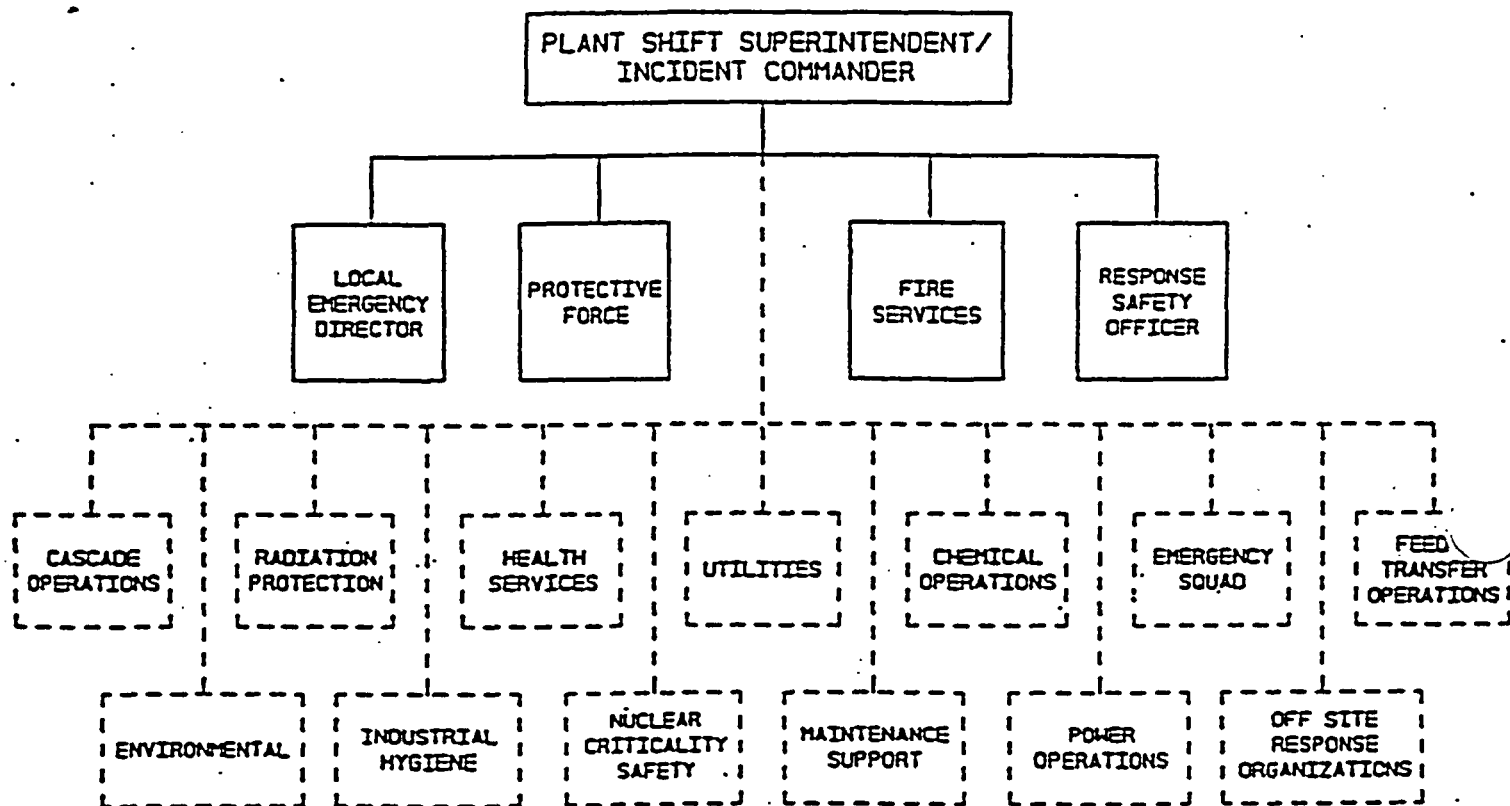 PLANT SHIFT SUPERINTENDENT/
INCIDENT COMMANDER
LOCAL
EMERGENCY
DIRECTOR
PROTECTIVE
FORCE
FIRE
SERVICES
RESPONSE
SAFETY
OFFICER
CASCADE
OPERATIONS
RADIATION
PROTECTION
HEALTH
SERVICES
UTILITIES
CHEMICAL
OPERATIONS
EMERGENCY
SQUAD
FEED
TRANSFER
OPERATIONS
ENVIRONMENTAL
INDUSTRIAL
HYGIENE
NUCLEAR
CRITICALITY
SAFETY
MAINTENANCE
SUPPORT
POWER
OPERATIONS
OFF SITE
RESPONSE
ORGANIZATIONS